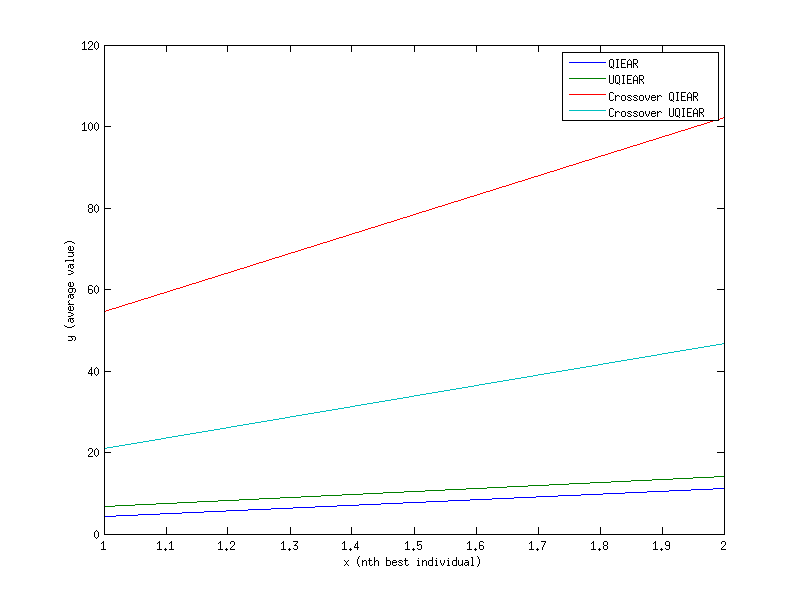 120
100
80
60
40
20
0
y (average value)
QIEAR
UQIEAR
Crossover QIEAR
Crossover UQIEAR
1 1.1 1.2 1.3 1.4 1.5 1.6 1.7 1.8 1.9 2
x (nth best individual)